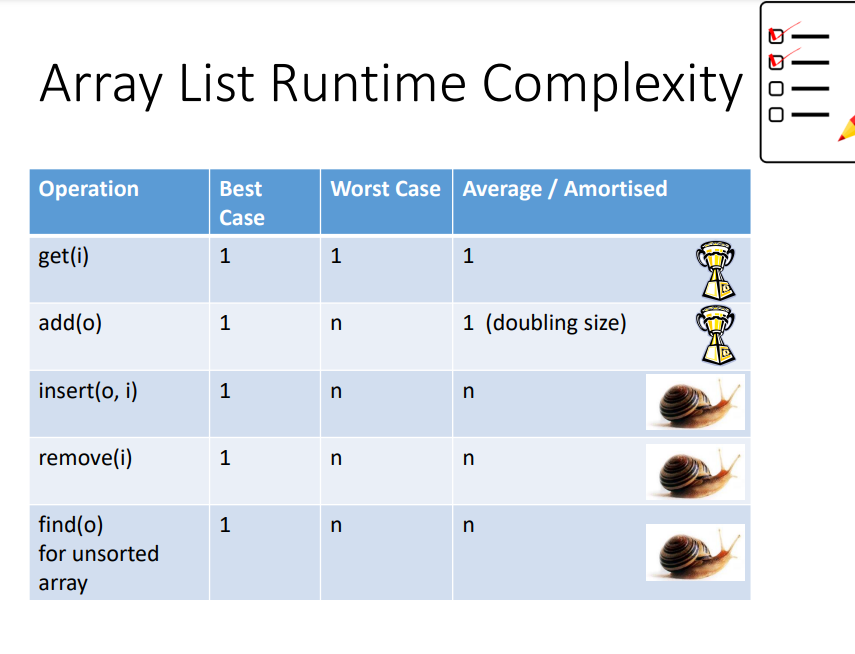 Array List Runtime Complexity
Operation Best Case Worst Case Average / Amortised
get(i) 1 1 1
add(o) 1 n 1 (doubling size)
insert(o, i) 1 n n
remove(i) 1 n n
find(o) 1 n n
for unsorted
array